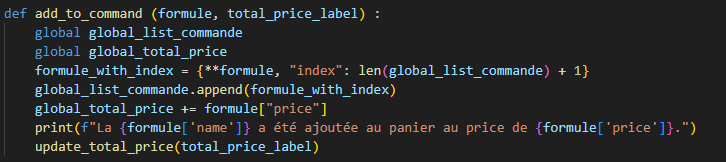 def add_to_command (formule, total_price_label) :
    global global_list_commande
    global global_total_price
    formule_with_index = {**formule, "index": len(global_list_commande) + 1}
    global_list_commande.append(formule_with_index)
    global_total_price += formule["price"]
    print(f"La {formule['name']} a été ajoutée au panier au price de {formule['price']}.")
    update_total_price(total_price_label)